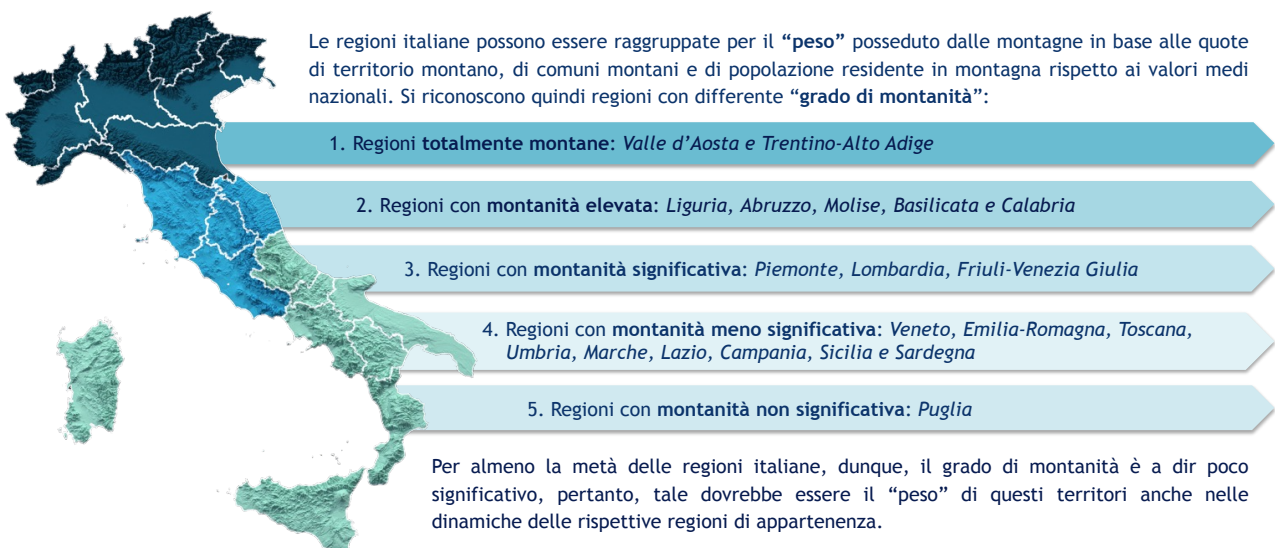 Le regioni italiane possono essere raggruppate per il “peso” posseduto dalle montagne in base alle quote
di territorio montano, di comuni montani e di popolazione residente in montagna rispetto ai valori medi
nazionali. Si riconoscono quindi regioni con differente “grado di montanità”:
1. Regioni totalmente montane: Valle d’Aosta e Trentino-Alto Adige
2. Regioni con montanità elevata: Liguria, Abruzzo, Molise, Basilicata e Calabria
3. Regioni con montanità significativa: Piemonte, Lombardia, Friuli-Venezia Giulia
4. Regioni con montanità meno significativa: Veneto, Emilia-Romagna, Toscana,
Umbria, Marche, Lazio, Campania, Sicilia e Sardegna
5. Regioni con montanità non significativa: Puglia
Per almeno la metà delle regioni italiane, dunque, il grado di montanità è a dir poco
significativo, pertanto, tale dovrebbe essere il “peso” di questi territori anche nelle
dinamiche delle rispettive regioni di appartenenza.